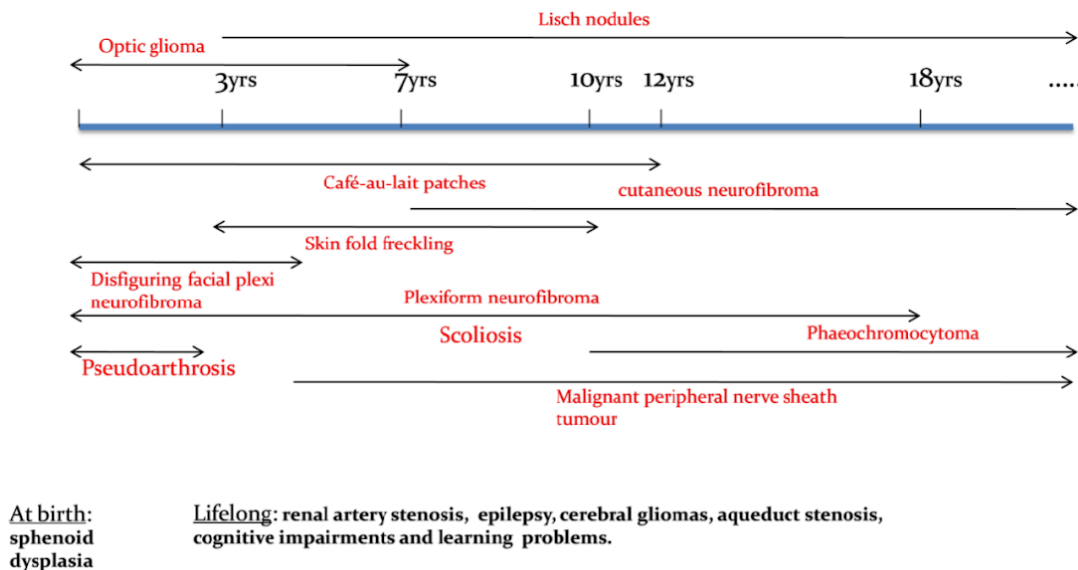 Lisch nodules
Optic glioma
3yrs
7yrs
10yrs
12yrs
18yrs
.....
Café-au-lait patches
cutaneous neurofibroma
Skin fold freckling
Disfiguring facial plexi
neurofibroma
Plexiform neurofibroma
Scoliosis
Phaeochromocytoma
Pseudoarthrosis
Malignant peripheral nerve sheath
tumour
At birth:
sphenoid
dysplasia
Lifelong: renal artery stenosis, epilepsy, cerebral gliomas, aqueduct stenosis,
cognitive impairments and learning problems.